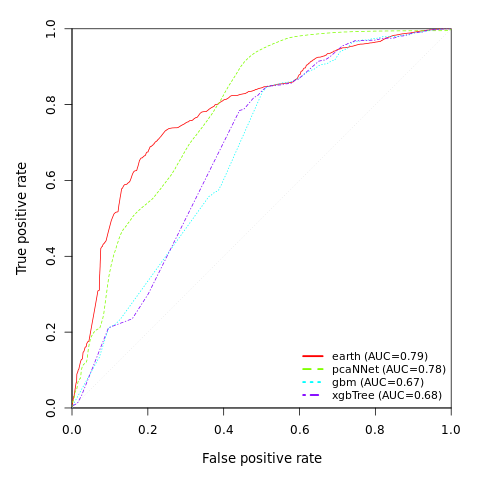 1.0
0.8
0.6
0.4
0.2
0.0
True positive rate
earth (AUC=0.79)
pcaNNet (AUC=0.78)
gbm (AUC=0.67)
xgbTree (AUC=0.68)
0.0 0.2 0.4 0.6 0.8 1.0
False positive rate